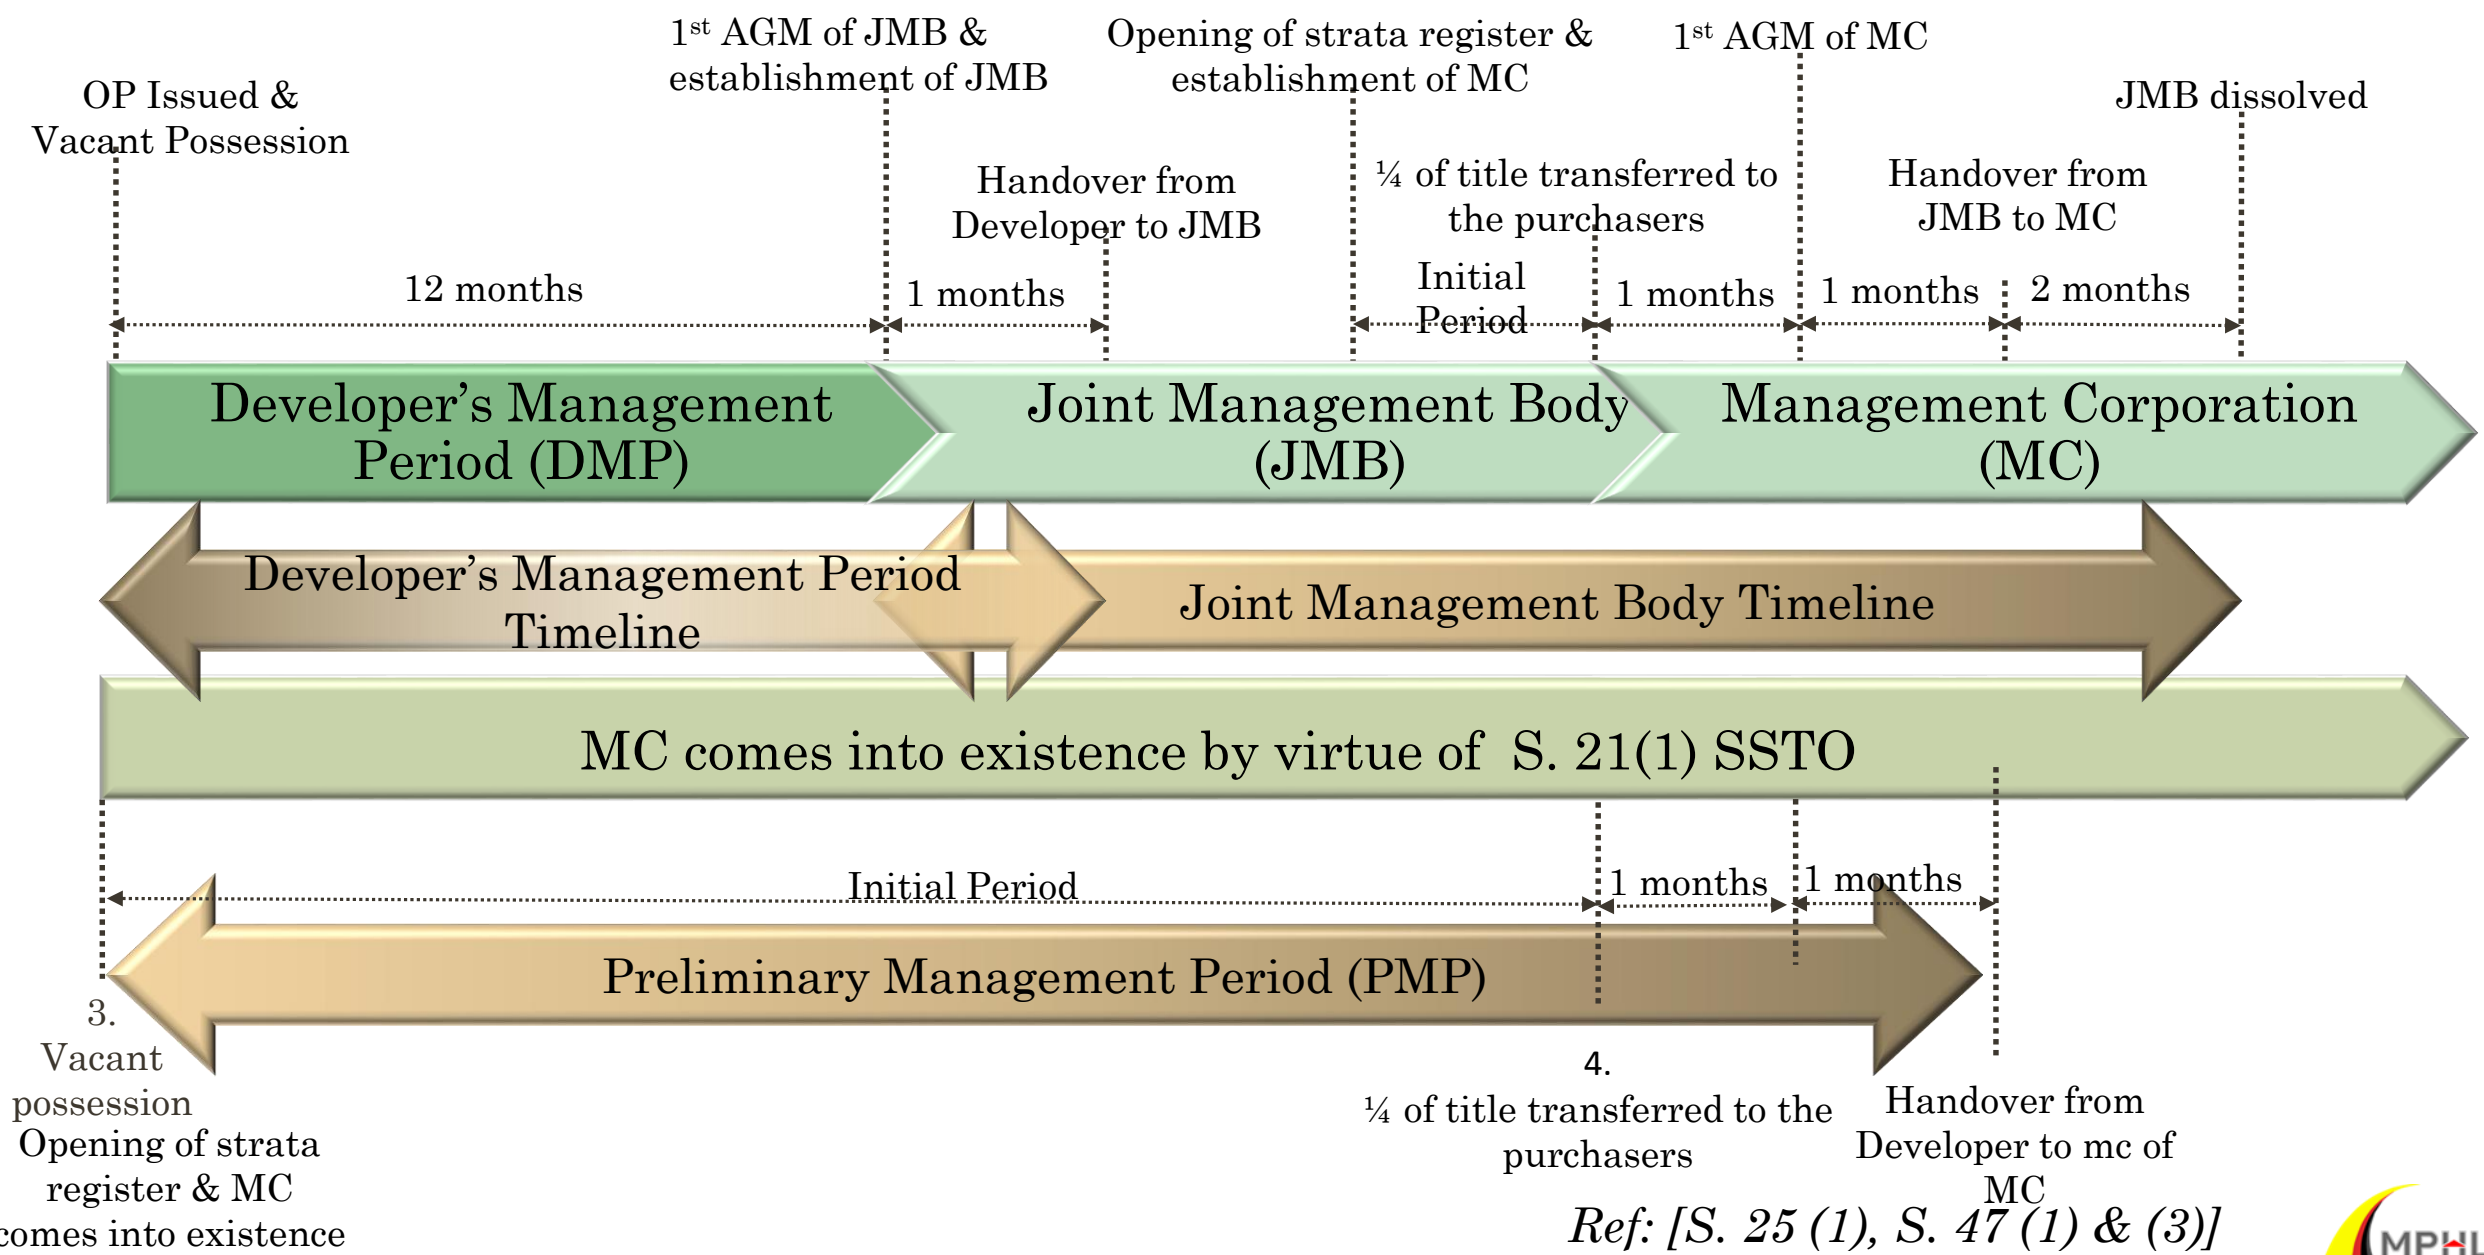 1st AGM of JMB &
establishment of JMB
Opening of strata register &
establishment of MC
1st AGM of MC
OP Issued &
Vacant Possession
JMB dissolved
Handover from
Developer to JMB
¼ of title transferred to
the purchasers
Handover from
JMB to MC
12 months
1 months
Initial
Period
1 months
1 months
2 months
Developer’s Management
Period (DMP)
Joint Management Body
(JMB)
Management Corporation
(MC)
Developer’s Management Period
Timeline
Joint Management Body Timeline
MC comes into existence by virtue of S. 21(1) SSTO
Initial Period
1 months
1 months
Preliminary Management Period (PMP)
3.
Vacant
possession
Opening of strata
register & MC
comes into existence
4.
¼ of title transferred to the
purchasers
Handover from
Developer to mc of
MC
Ref: [S. 25 (1), S. 47 (1) & (3)]
MPHL